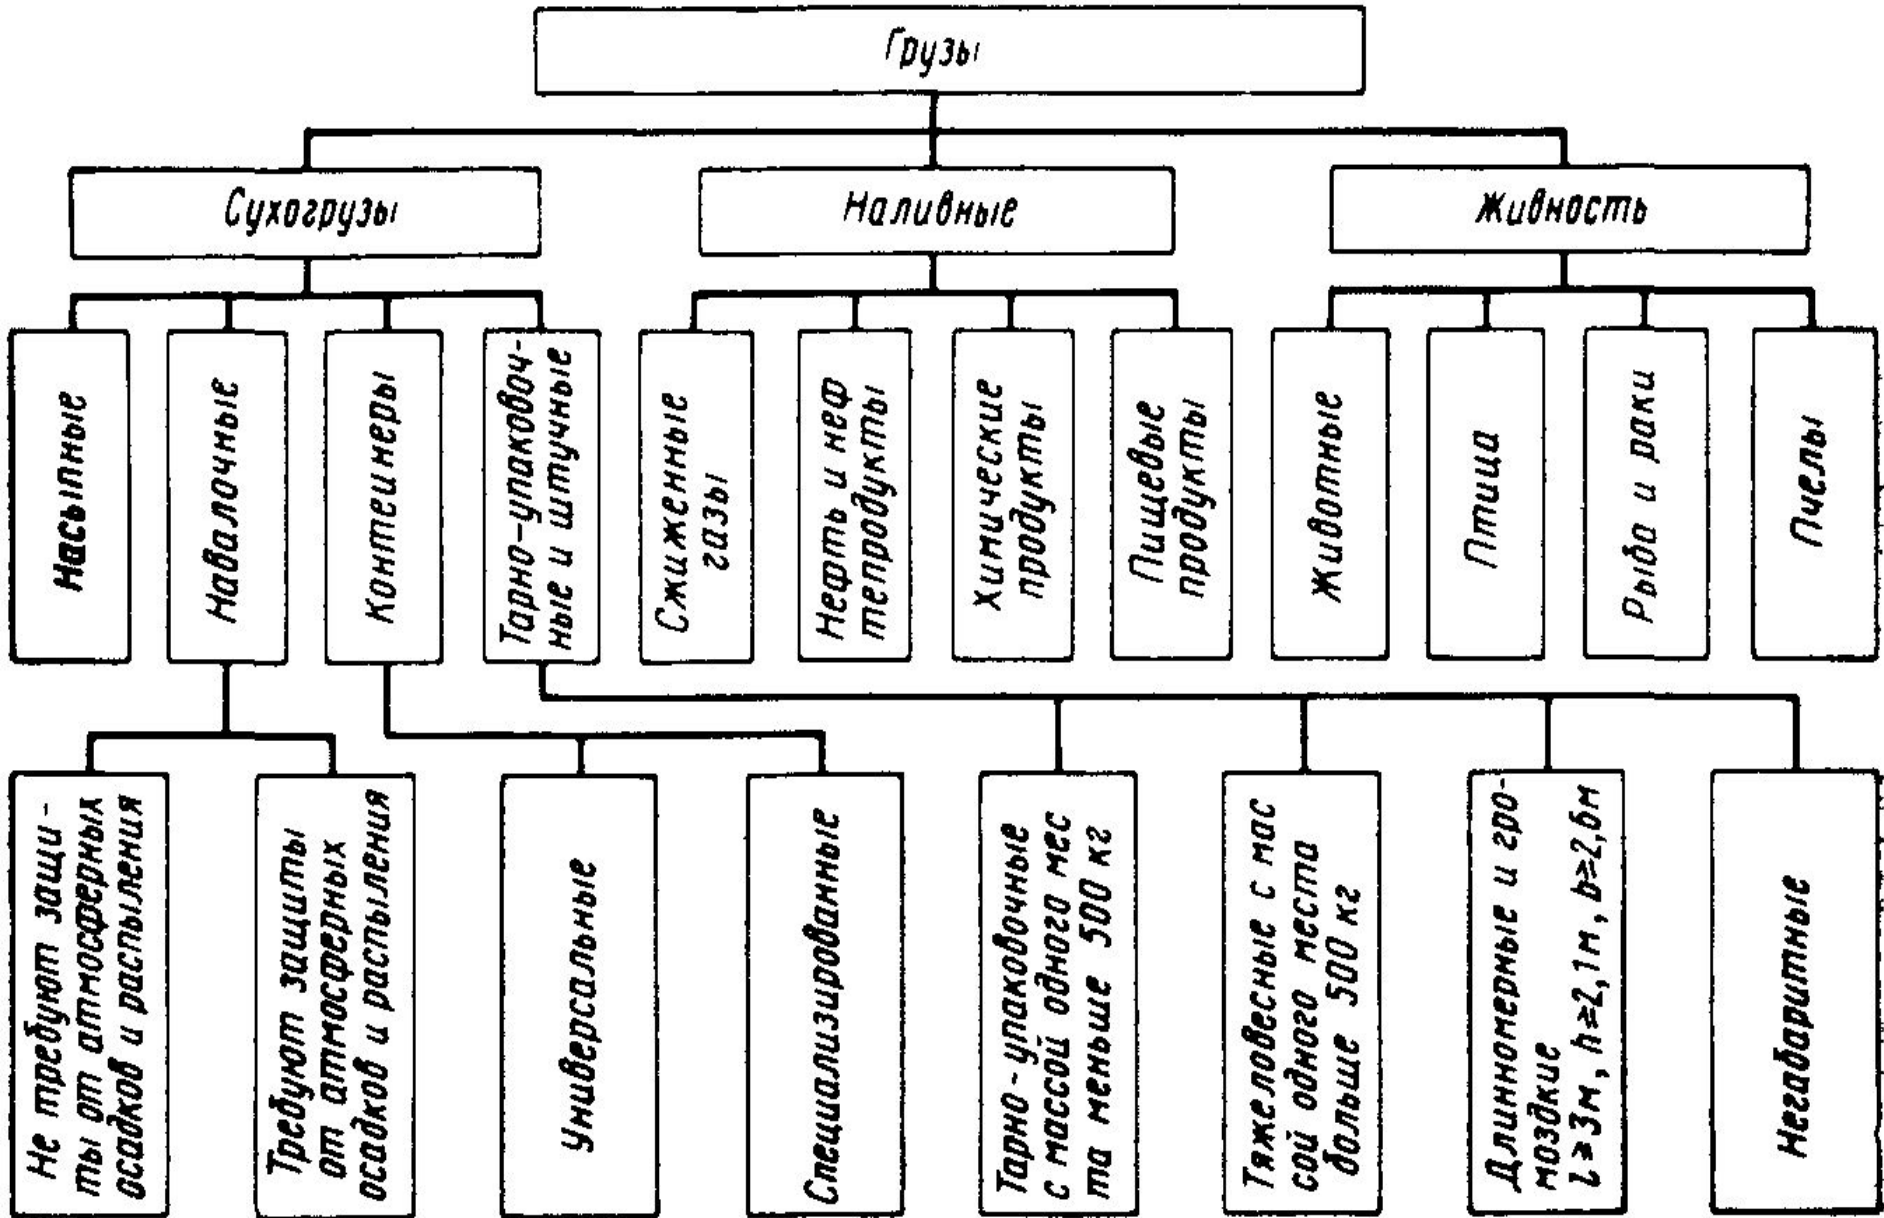 Грузы
Сухогрузы
Наливные
Живность
Насыпные
Навалочные
Контейнеры
Тарно-упаковоч-
ные и штучные
Сжиженные
газы
Нефть и неф
тепродукты
Химические
продукты
Пищевые
продукты
Животные
Птица
Рыба и раки
Пчелы
Не требуют защи-
ты от атмосферных
осадков и распыления
Требуют защиты
от атмосферных
осадков и распыления
Универсальные
Специализированные
Тарно-упаковочные
с массой одного мес
та меньше 500 кг
Тяжеловесные с мас
сой одного места
больше 500 кг
Длинномерные и гро-
моздкие
l≥3м, h≥2,1м, b≥2,6м
Негабаритные